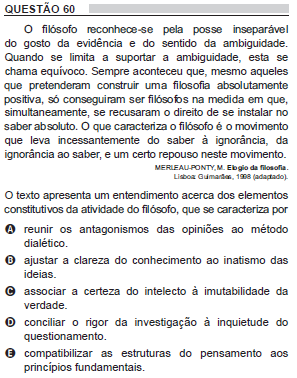 QUESTÃO 60
O filósofo reconhece-se pela posse inseparável
do gosto da evidência e do sentido da ambiguidade.
Quando se limita a suportar a ambiguidade, esta se
chama equívoco. Sempre aconteceu que, mesmo aqueles
que pretenderam construir uma filosofia absolutamente
positiva, só conseguiram ser filósofos na medida em que,
simultaneamente, se recusaram o direito de se instalar no
saber absoluto. O que caracteriza o filósofo é o movimento
que leva incessantemente do saber à ignorância, da
ignorância ao saber, e um certo repouso neste movimento.
MERLEAU-PONTY, M. Elogio da filosofia.
Lisboa: Guimarães, 1998 (adaptado).
O texto apresenta um entendimento acerca dos elementos
constitutivos da atividade do filósofo, que se caracteriza por
A reunir os antagonismos das opiniões ao método
dialético.
B ajustar a clareza do conhecimento ao inatismo das
ideias.
C associar a certeza do intelecto à imutabilidade da
verdade.
D conciliar o rigor da investigação à inquietude do
questionamento.
E compatibilizar as estruturas do pensamento aos
princípios fundamentais.